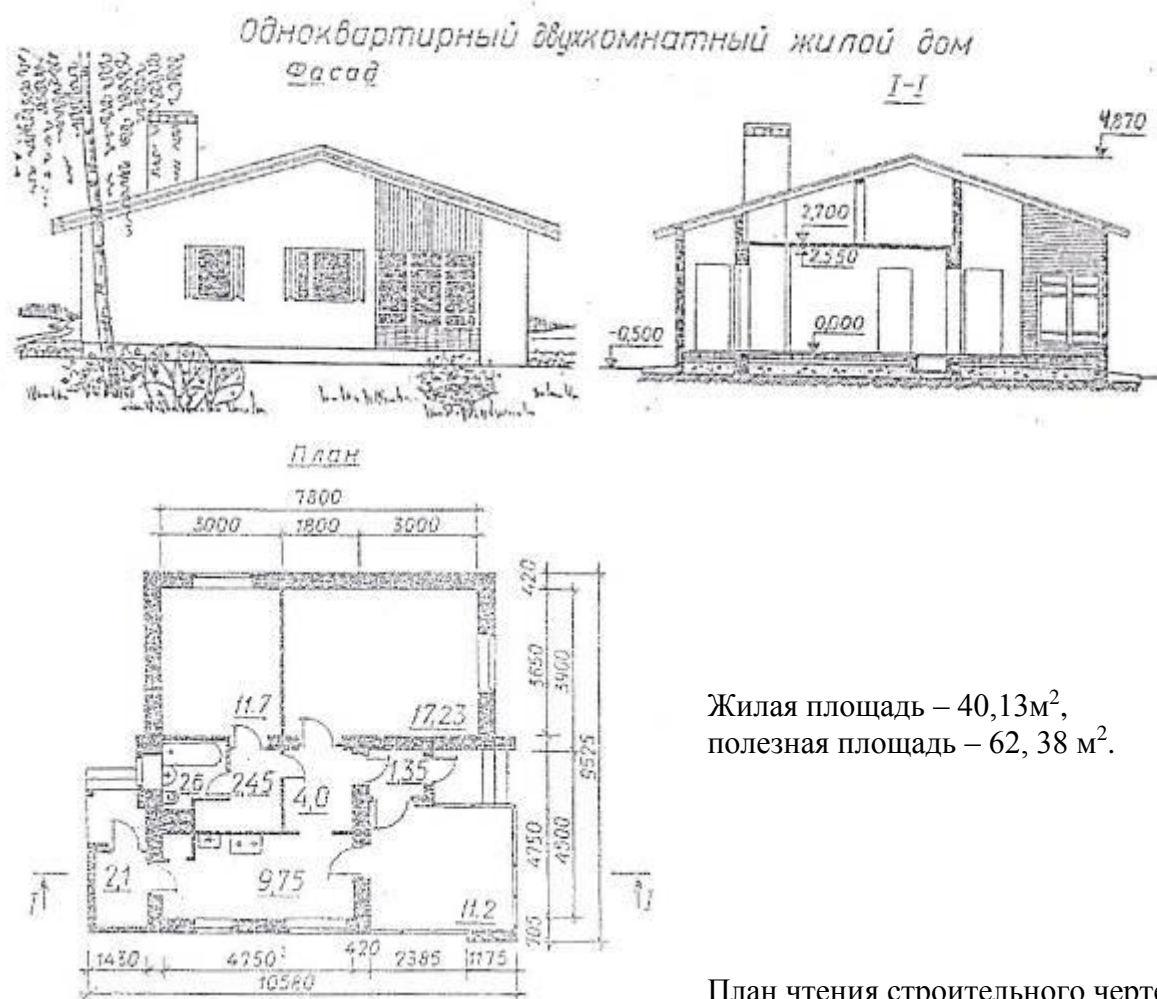 Одноквартирный двухкомнатный жилой дом
Фасад
I-I
4,870
2,700
2,550
0,000
-0,500
План
7800
3000 1800 3000
420
3650
3400
9525
4750
4500
11.7
17,23
2,6
2,45
4,0
1,35
2,1
9,75
11.2
I
I
1430 4750 420 2385 1175
10580
Жилая площадь – 40,13м²,
полезная площадь – 62, 38 м².
План чтения строительного черте